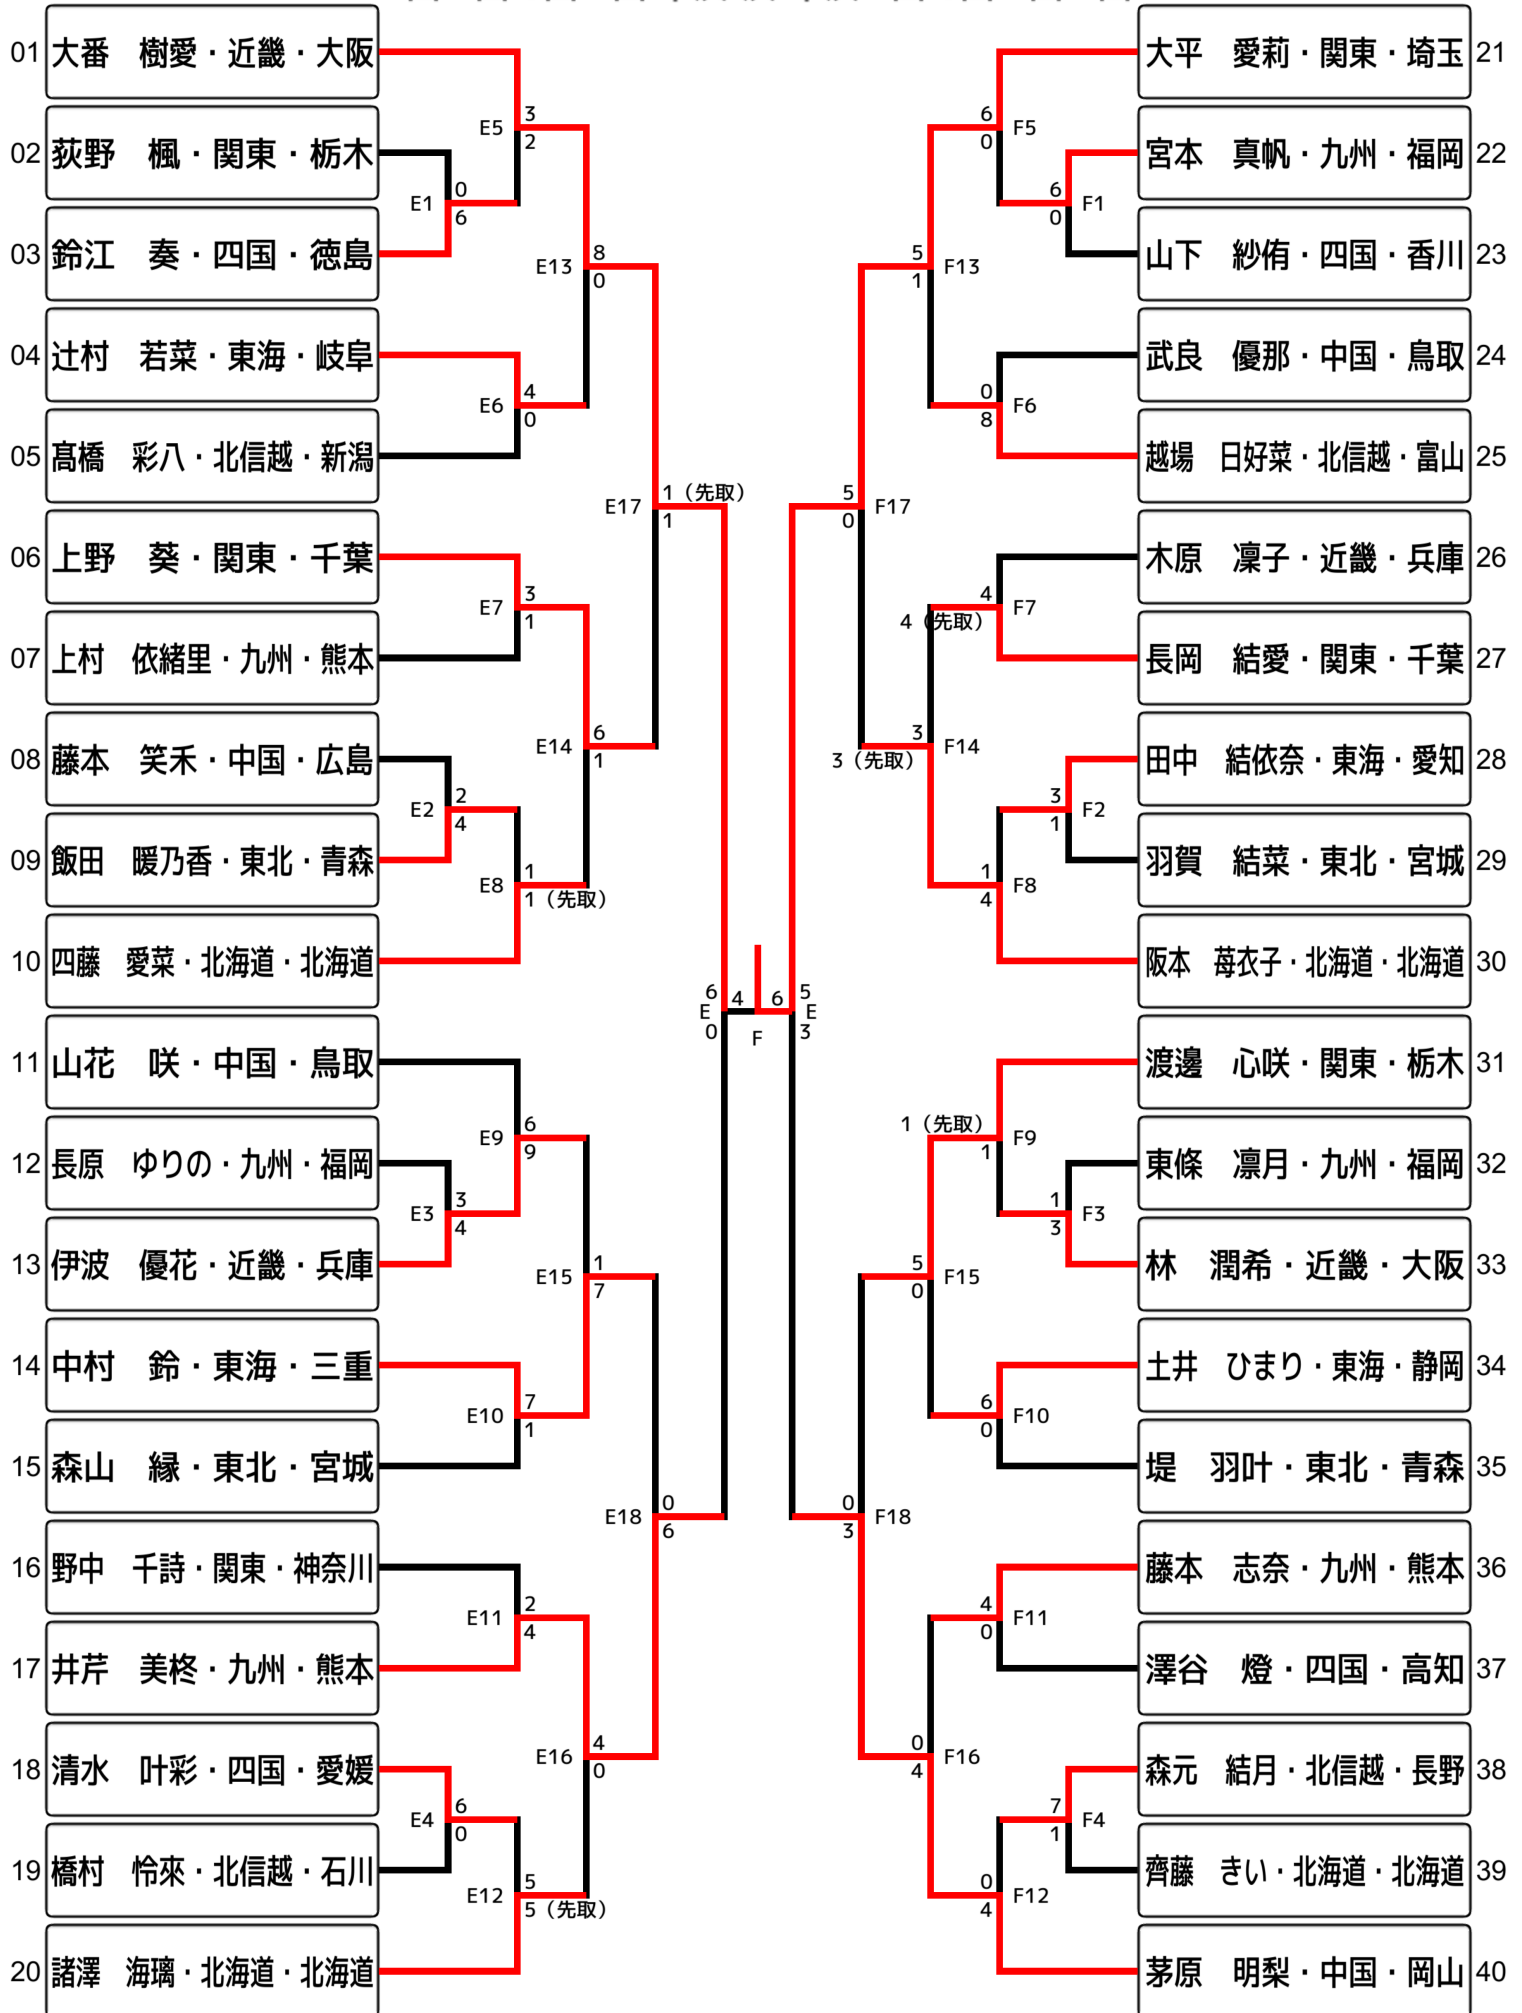 01 大番　樹愛・近畿・大阪
02 荻野　楓・関東・栃木
03 鈴江　奏・四国・徳島
04 辻村　若菜・東海・岐阜
05 髙橋　彩八・北信越・新潟
06 上野　葵・関東・千葉
07 上村　依緒里・九州・熊本
08 藤本　笑禾・中国・広島
09 飯田　暖乃香・東北・青森
10 四藤　愛菜・北海道・北海道
11 山花　咲・中国・鳥取
12 長原　ゆりの・九州・福岡
13 伊波　優花・近畿・兵庫
14 中村　鈴・東海・三重
15 森山　縁・東北・宮城
16 野中　千詩・関東・神奈川
17 井芹　美柊・九州・熊本
18 清水　叶彩・四国・愛媛
19 橋村　怜來・北信越・石川
20 諸澤　海璃・北海道・北海道
E1 0 6
E2 2 4
E3 3 4
E4 6 0
E5 3 2
E6 4 0
E7 3 1
E8 1 1（先取）
E9 6 9
E10 7 1
E11 2 4
E12 5 5（先取）
E13 8 0
E14 6 1
E15 1 7
E16 4 0
E17 1（先取） 1
E18 0 6
6 E 0
4 F 6
5 E 3
5 F17 0
0 F18 3
5 F13 1
3 F14 3（先取）
5 F15 0
0 F16 4
6 F5 0
0 F6 8
4 F7 4（先取）
1 F8 4
1（先取） F9 1
6 F10 0
4 F11 0
0 F12 4
6 F1 0
3 F2 1
1 F3 3
7 F4 1
大平　愛莉・関東・埼玉 21
宮本　真帆・九州・福岡 22
山下　紗侑・四国・香川 23
武良　優那・中国・鳥取 24
越場　日好菜・北信越・富山 25
木原　凜子・近畿・兵庫 26
長岡　結愛・関東・千葉 27
田中　結依奈・東海・愛知 28
羽賀　結菜・東北・宮城 29
阪本　苺衣子・北海道・北海道 30
渡邊　心咲・関東・栃木 31
東條　凛月・九州・福岡 32
林　潤希・近畿・大阪 33
土井　ひまり・東海・静岡 34
堤　羽叶・東北・青森 35
藤本　志奈・九州・熊本 36
澤谷　燈・四国・高知 37
森元　結月・北信越・長野 38
齊藤　きい・北海道・北海道 39
茅原　明梨・中国・岡山 40